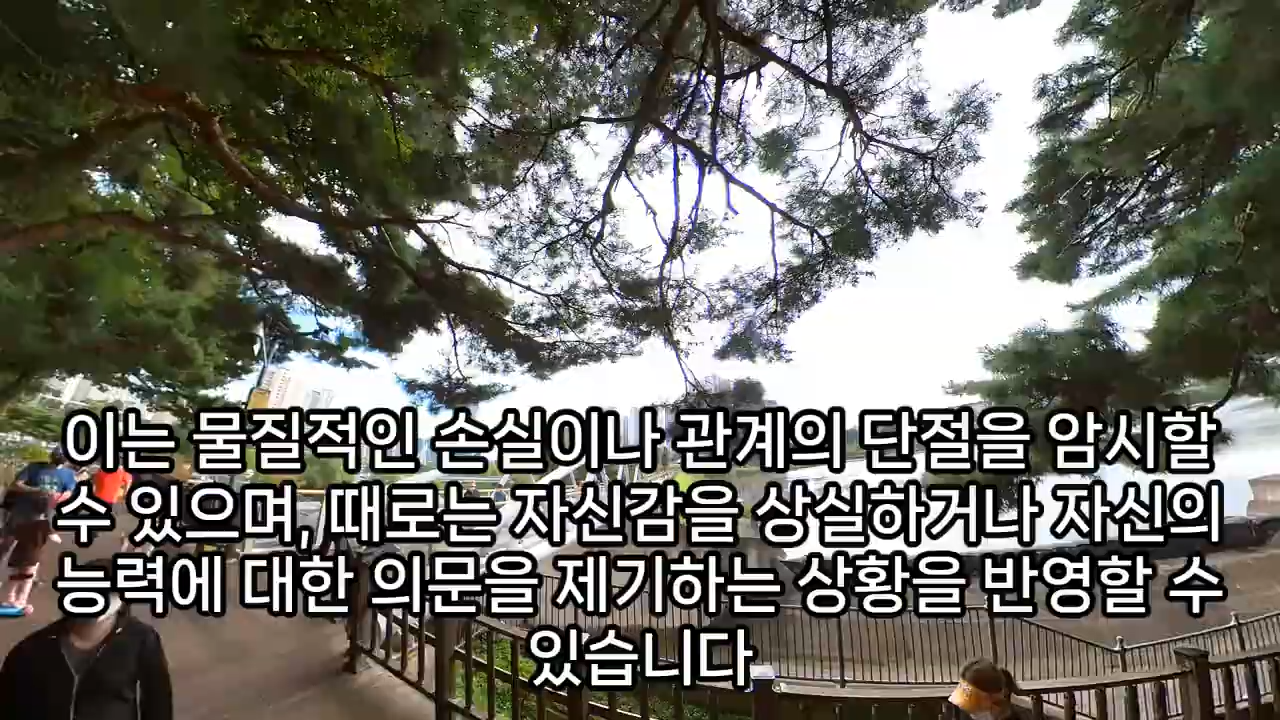 이는 물질적인 손실이나 관계의 단절을 암시할
수 있으며, 때로는 자신감을 상실하거나 자신의
능력에 대한 의문을 제기하는 상황을 반영할 수
있습니다